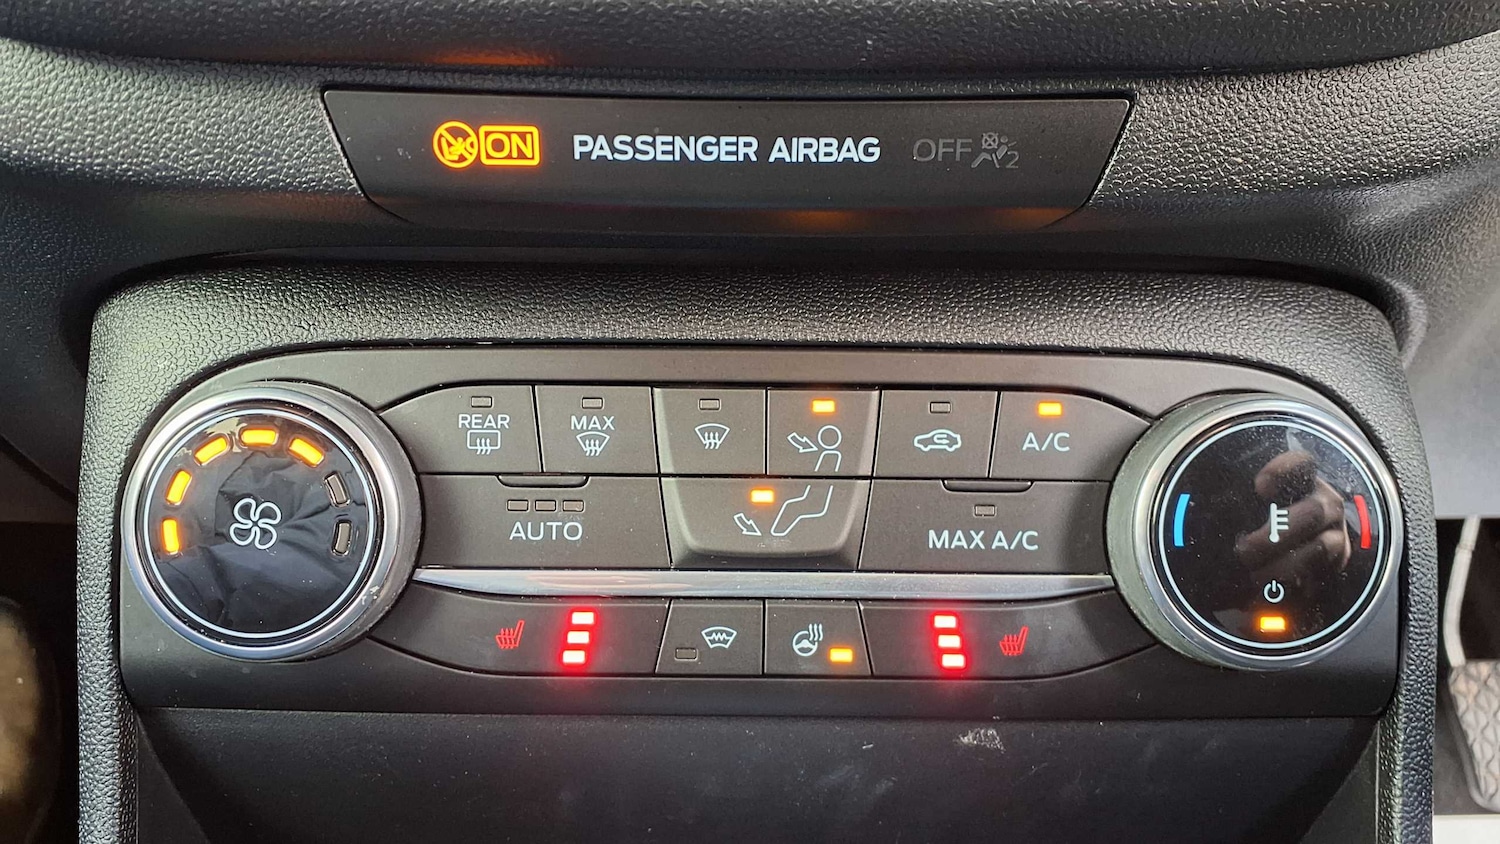 ON PASSENGER AIRBAG OFF 2
REAR MAX A/C
AUTO MAX A/C